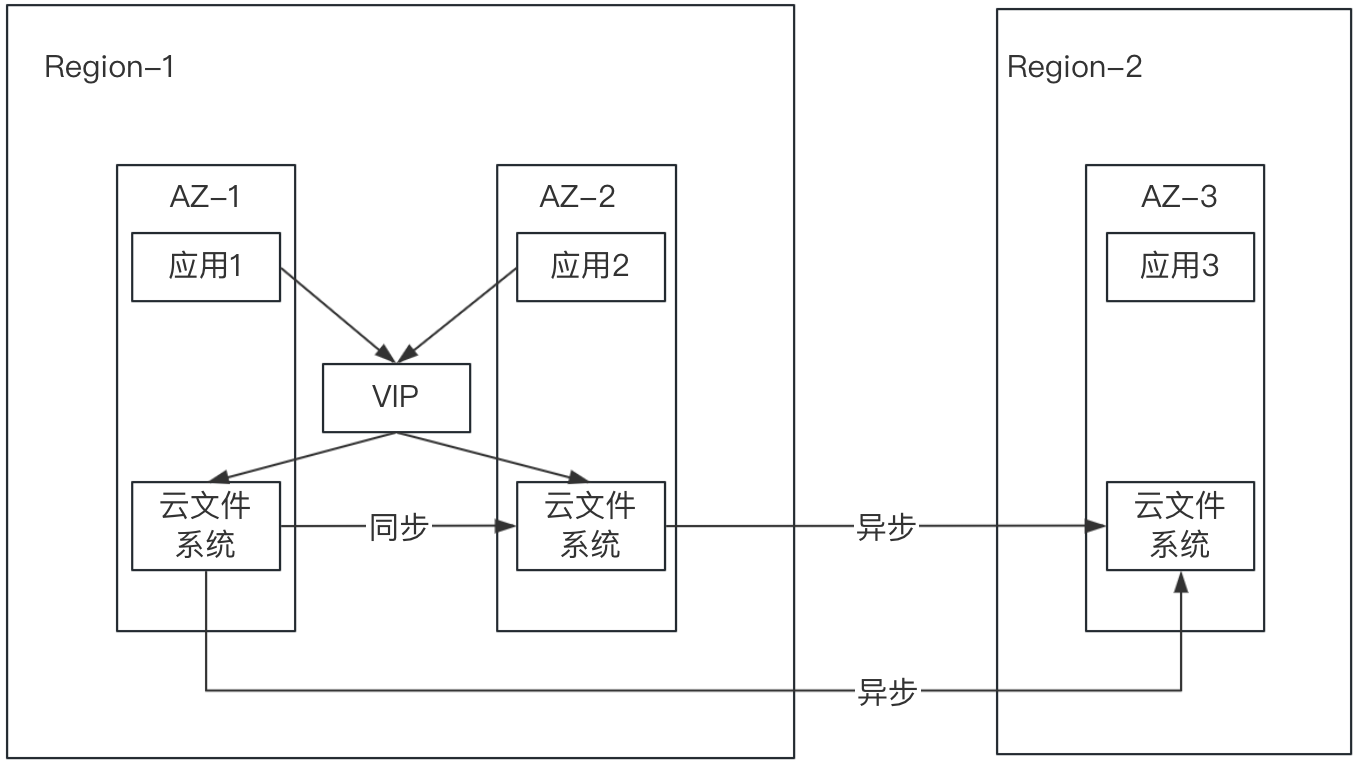 Region–1
Region–2
AZ–1
AZ–2
AZ–3
应用1
应用2
应用3
VIP
云文件
系统
同步
云文件
系统
异步
云文件
系统
异步